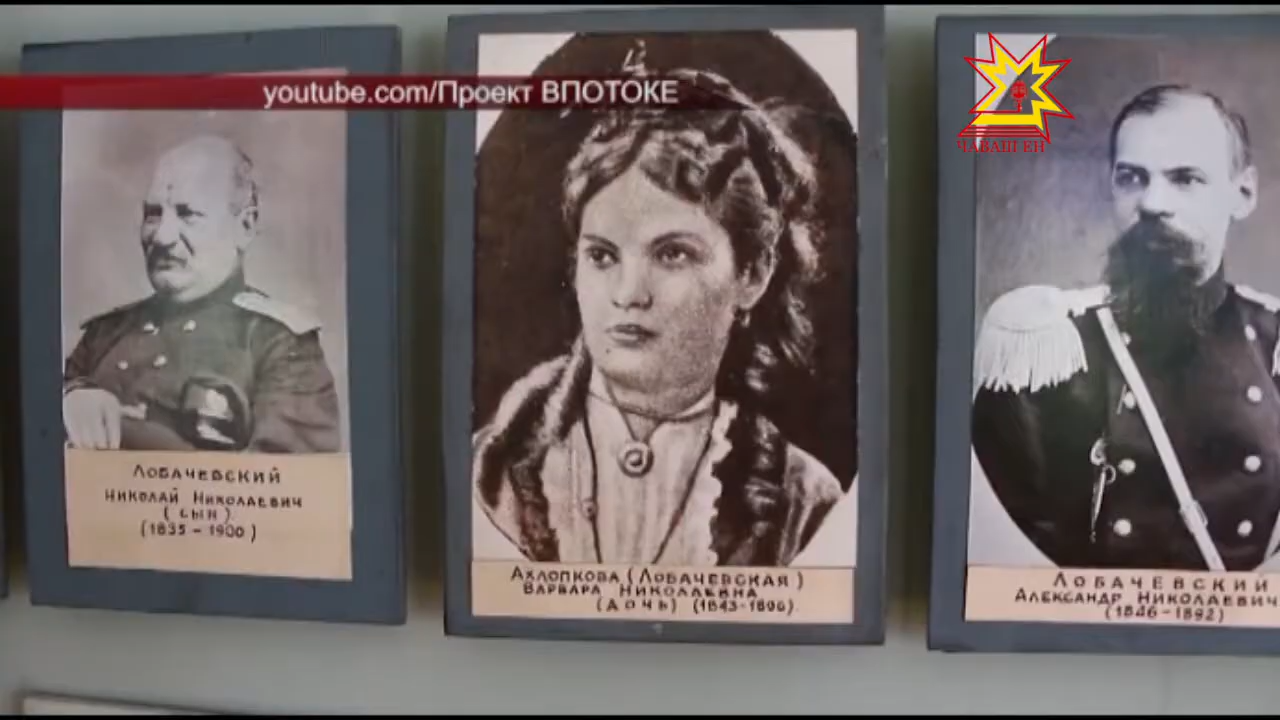 youtube.com/Проект ВПОТОКЕ
ЧĂВАШ ЕН
ЛОБАЧЕВСКИЙ
НИКОЛАЙ НИКОЛАЕВИЧ
(СЫН)
(1835 - 1900)
АХЛОПКОВА (ЛОБАЧЕВСКАЯ)
ВАРВАРА НИКОЛАЕВНА
(ДОЧЬ) (1843-1896).
ЛОБАЧЕВСКИЙ
АЛЕКСАНДР НИКОЛАЕВИЧ
(1846-1892)